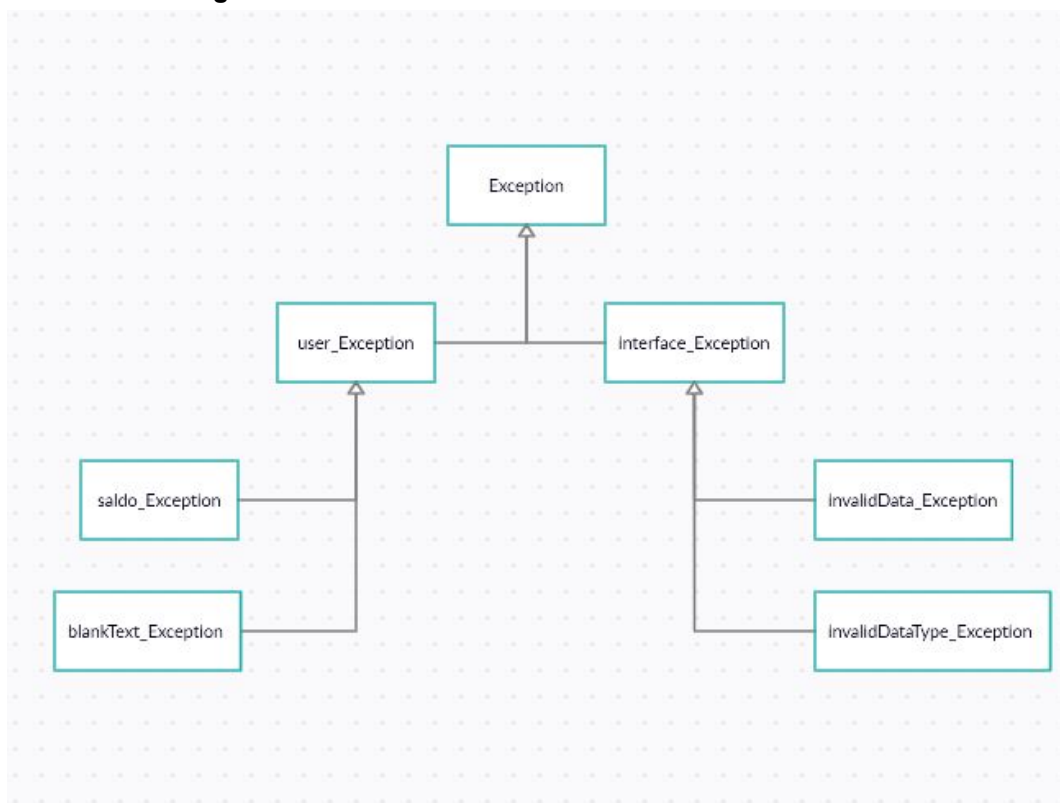 Exception
user_Exception
interface_Exception
saldo_Exception
invalidData_Exception
blankText_Exception
invalidDataType_Exception